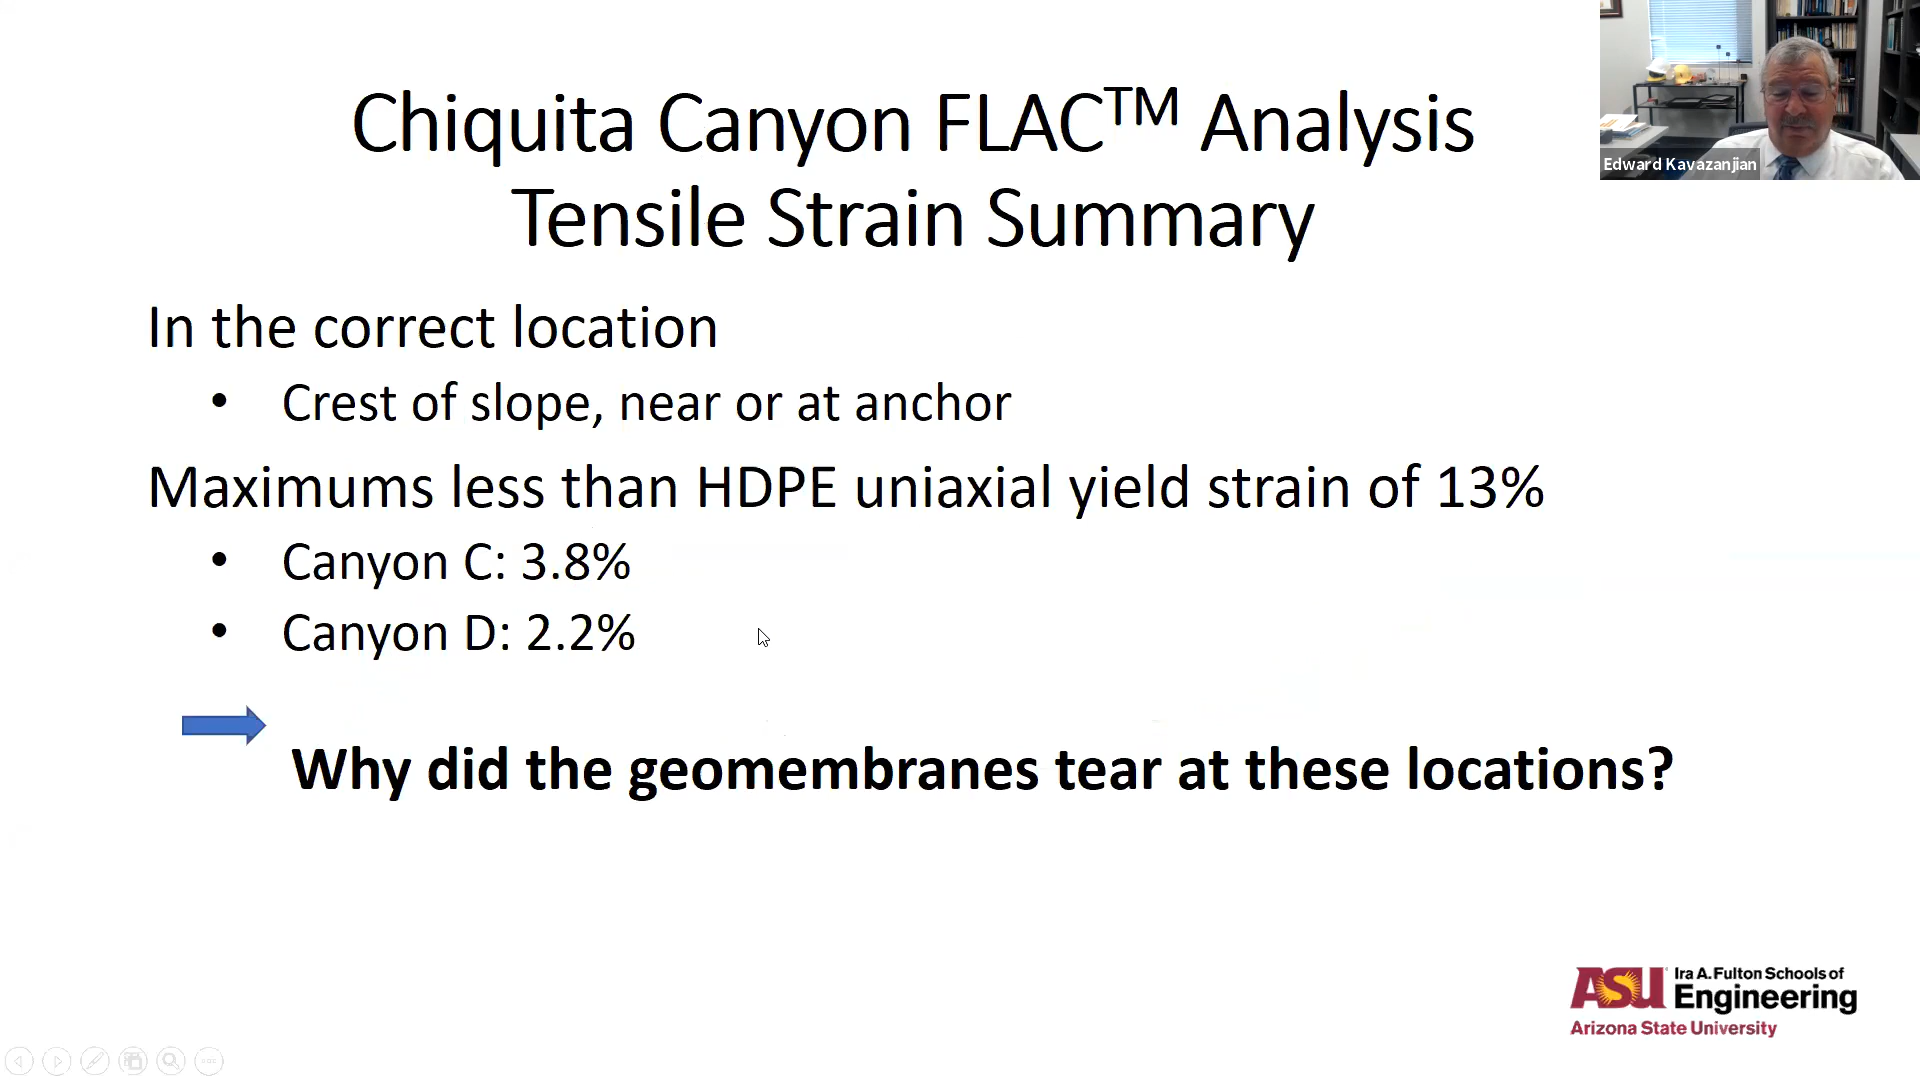 Chiquita Canyon FLAC™ Analysis
Tensile Strain Summary
Edward Kavazanjian
In the correct location
• Crest of slope, near or at anchor
Maximums less than HDPE uniaxial yield strain of 13%
• Canyon C: 3.8%
• Canyon D: 2.2%
Why did the geomembranes tear at these locations?
ASU Ira A. Fulton Schools of
Engineering
Arizona State University